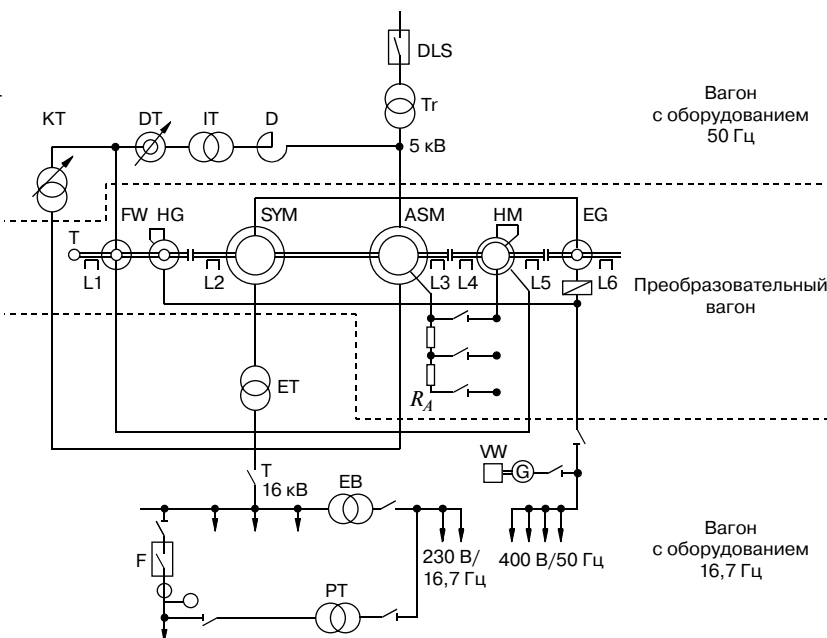 DLS
Tr
KT
DT
IT
D
5 кВ
Вагон
с оборудованием
50 Гц
FW
HG
SYM
ASM
HM
EG
T
L1
L2
L3
L4
L5
L6
Преобразовательный
вагон
ET
R_A
T
16 кВ
EB
VW
G
F
230 В/
16,7 Гц
400 В/50 Гц
Вагон
с оборудованием
16,7 Гц
PT